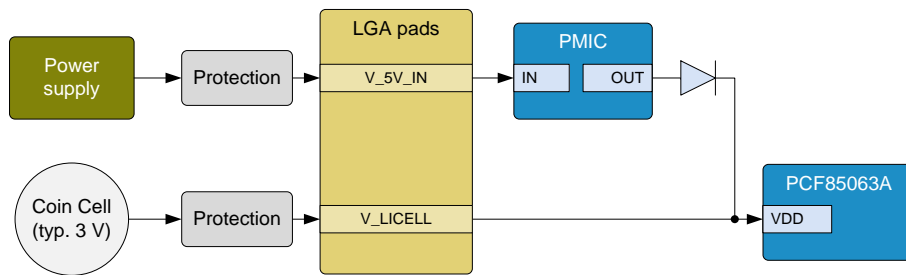 LGA pads
PMIC
Power
supply
Protection
V_5V_IN
IN
OUT
Coin Cell
(typ. 3 V)
Protection
V_LICELL
PCF85063A
VDD